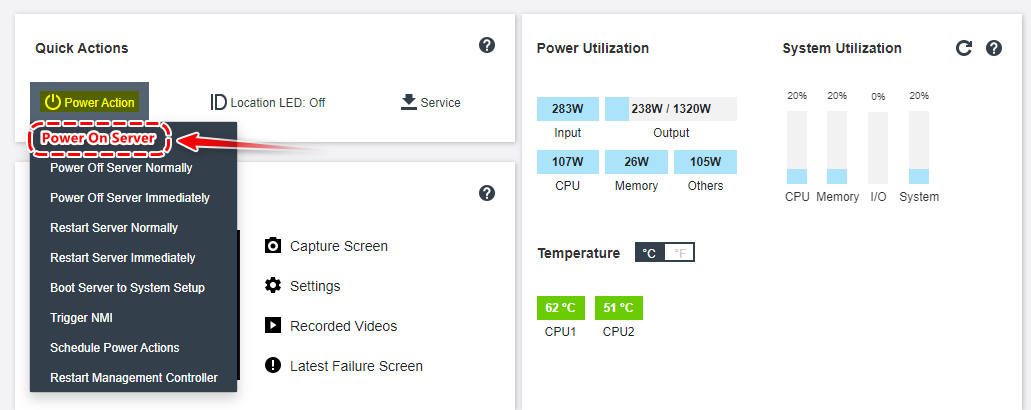 Quick Actions
Power Action
Location LED: Off
Service
Power On Server
Power Off Server Normally
Power Off Server Immediately
Restart Server Normally
Restart Server Immediately
Boot Server to System Setup
Trigger NMI
Schedule Power Actions
Restart Management Controller
Capture Screen
Settings
Recorded Videos
Latest Failure Screen
Power Utilization
283W
238W / 1320W
Input
Output
107W
26W
105W
CPU
Memory
Others
System Utilization
20%
20%
0%
20%
CPU
Memory
I/O
System
Temperature
°C
°F
62 °C
51 °C
CPU1
CPU2